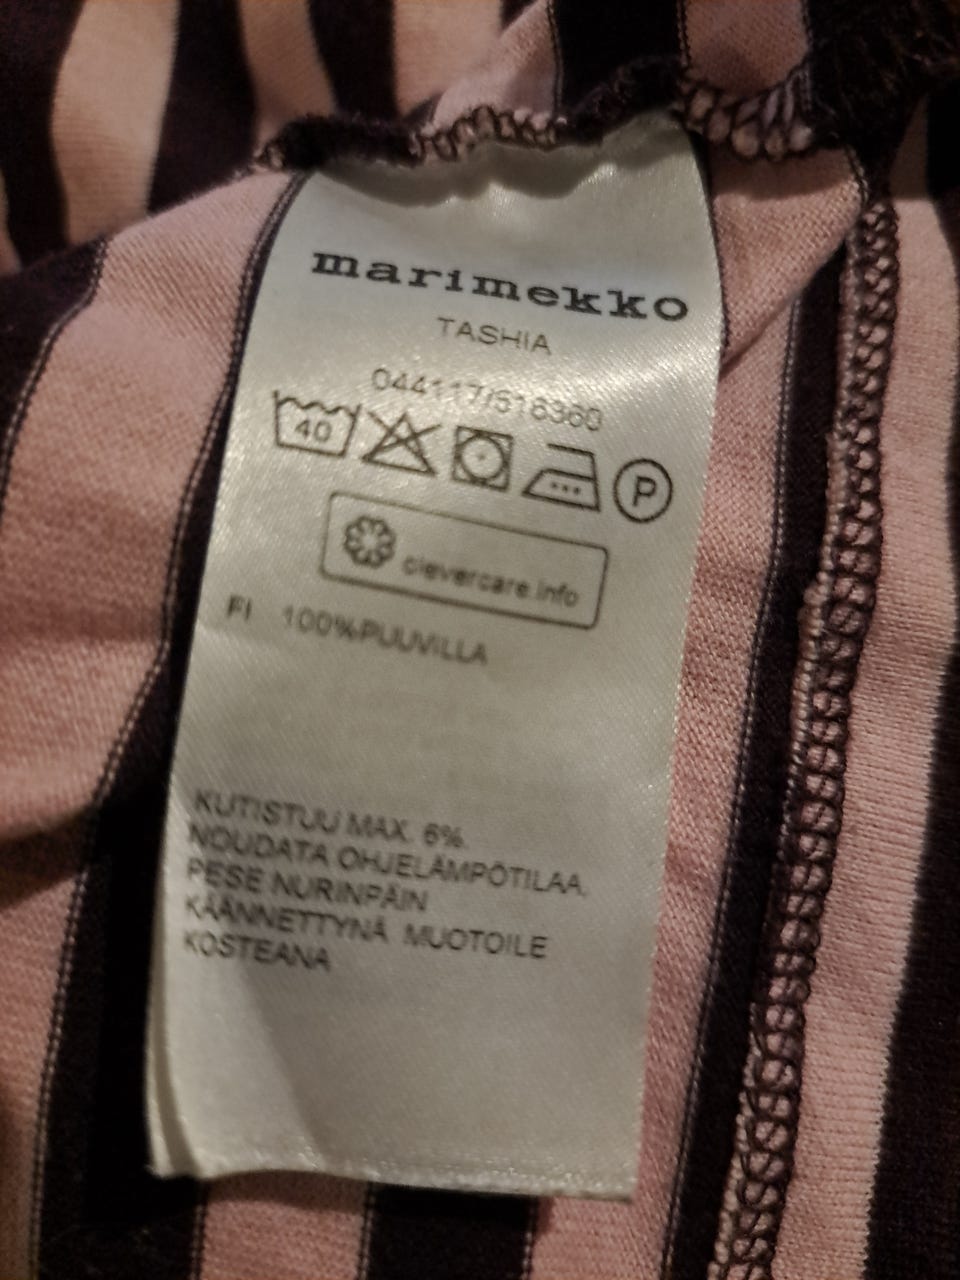 marimekko
TASHIA
044117/516360
40 P
clevercare.info
FI 100%PUUVILLA
KUTISTUU MAX. 6%.
NOUDATA OHJELÄMPÖTILAA.
PESE NURINPÄIN
KÄÄNNETTYNÄ MUOTOILE
KOSTEANA